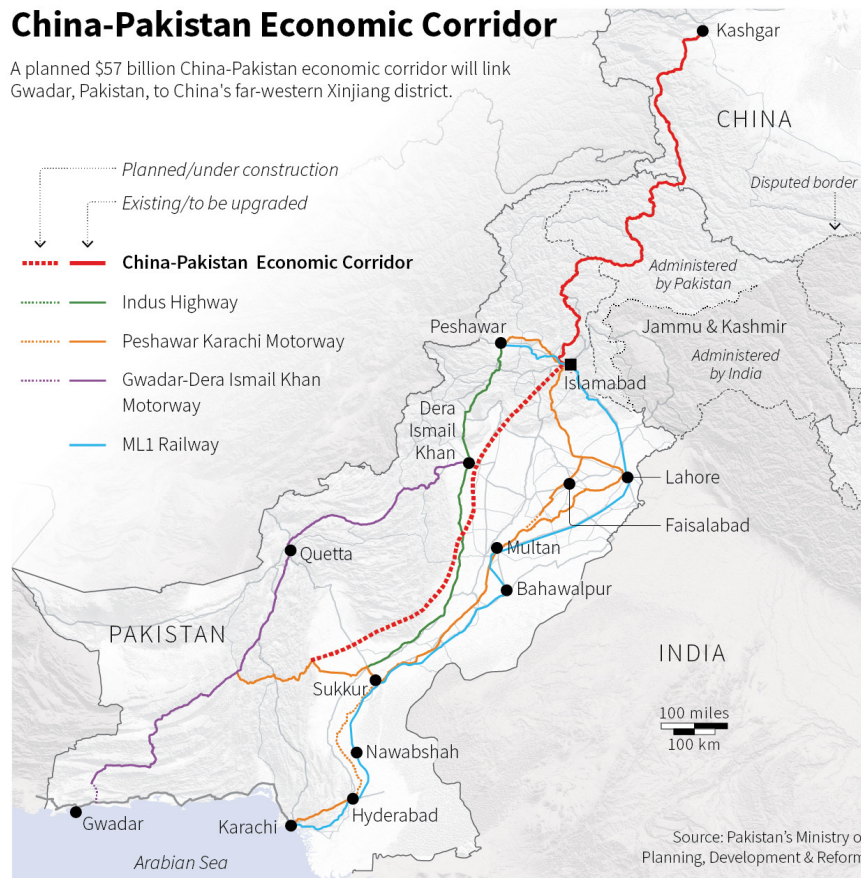 China-Pakistan Economic Corridor
A planned $57 billion China-Pakistan economic corridor will link
Gwadar, Pakistan, to China's far-western Xinjiang district.
Planned/under construction
Existing/to be upgraded
China-Pakistan Economic Corridor
Indus Highway
Peshawar Karachi Motorway
Gwadar-Dera Ismail Khan
Motorway
ML1 Railway
Kashgar
CHINA
Disputed border
Administered
by Pakistan
Peshawar
Jammu & Kashmir
Administered
by India
Islamabad
Dera
Ismail
Khan
Lahore
Faisalabad
Quetta
Multan
Bahawalpur
PAKISTAN
INDIA
Sukkur
100 miles
100 km
Nawabshah
Hyderabad
Gwadar
Karachi
Arabian Sea
Source: Pakistan’s Ministry o
Planning, Development & Reform